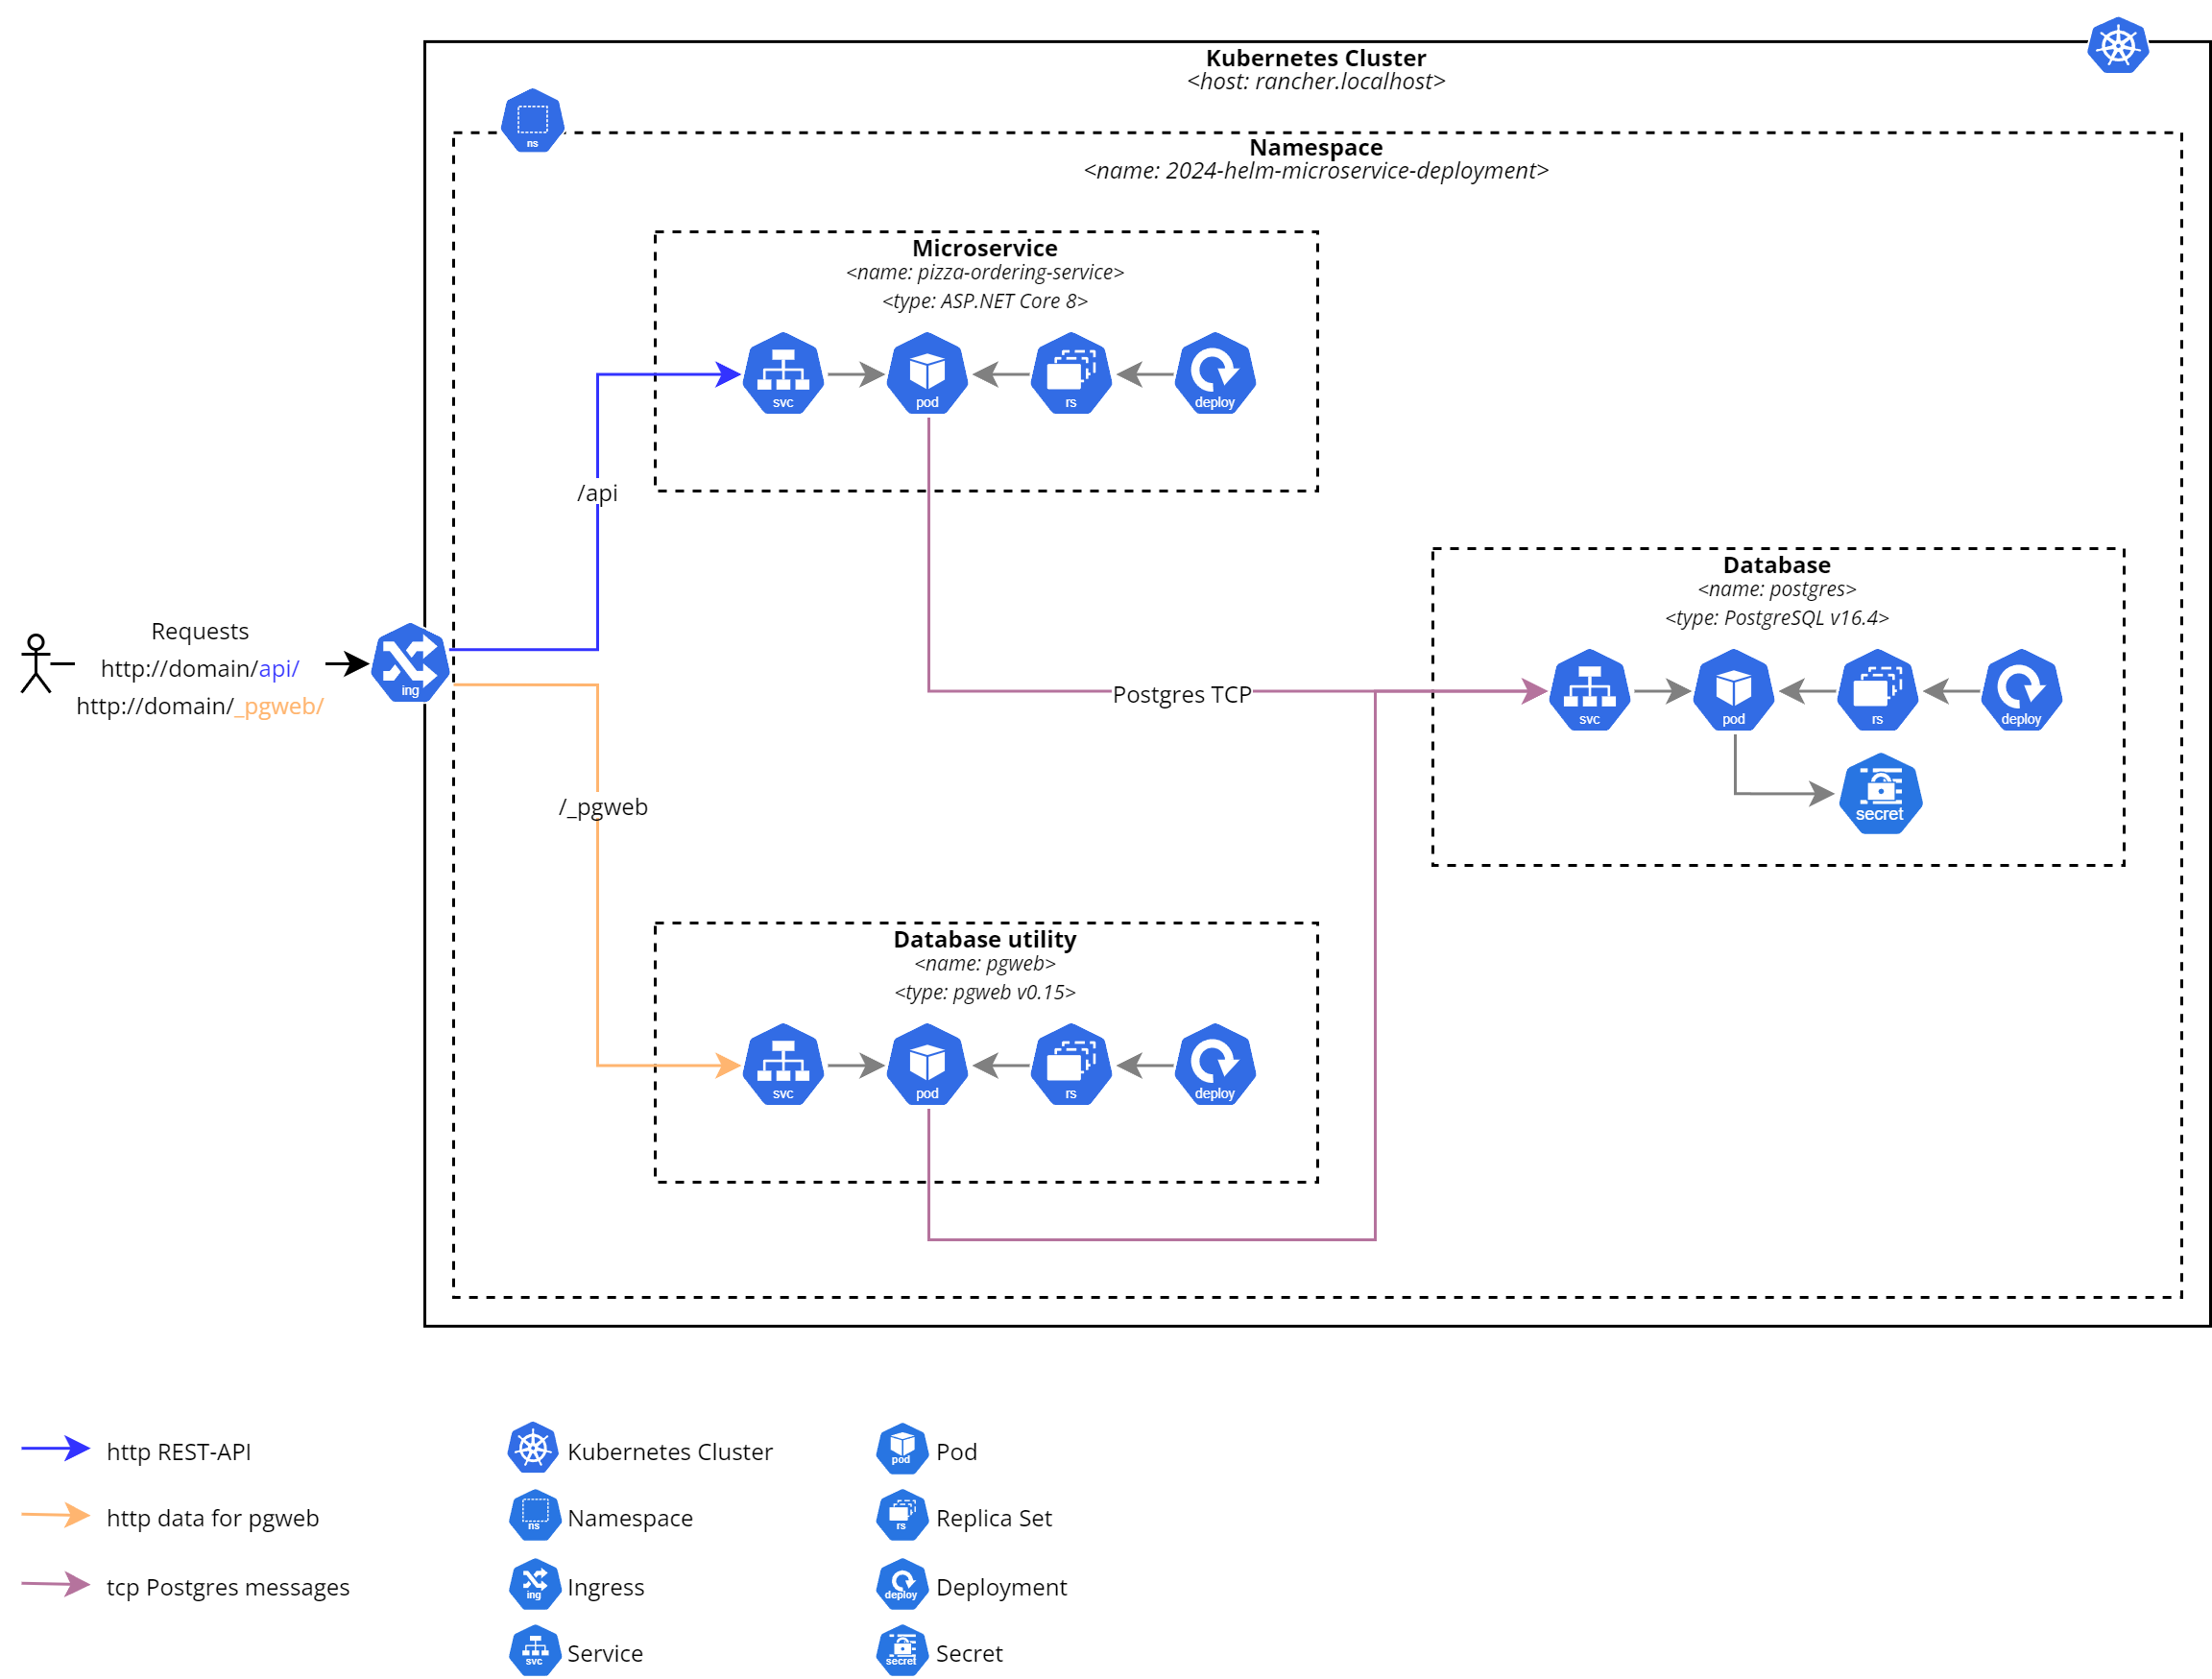 Kubernetes Cluster
<host: rancher.localhost>
ns
Namespace
<name: 2024-helm-microservice-deployment>
Microservice
<name: pizza-ordering-service>
<type: ASP.NET Core 8>
svc
pod
rs
deploy
/api
Requests
http://domain/api/
http://domain/_pgweb/
ing
Postgres TCP
Database
<name: postgres>
<type: PostgreSQL v16.4>
svc
pod
rs
deploy
secret
/_pgweb
Database utility
<name: pgweb>
<type: pgweb v0.15>
svc
pod
rs
deploy
http REST-API
http data for pgweb
tcp Postgres messages
Kubernetes Cluster
ns
Namespace
ing
Ingress
svc
Service
pod
Pod
rs
Replica Set
deploy
Deployment
secret
Secret